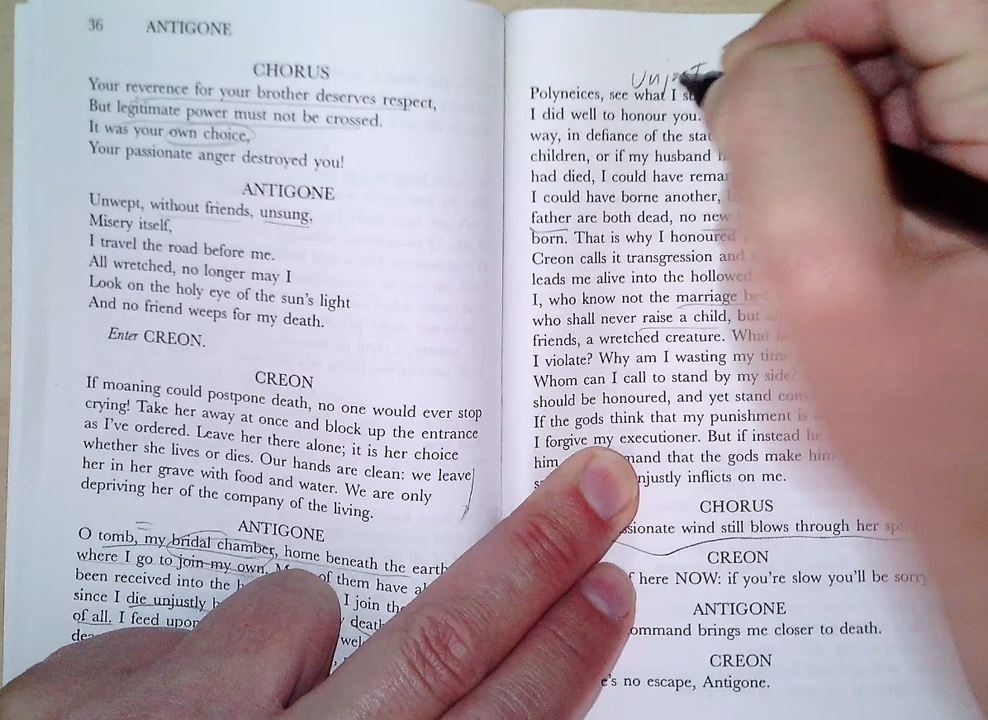 36 ANTIGONE
CHORUS
Your reverence for your brother deserves respect,
But legitimate power must not be crossed.
It was your own choice,
Your passionate anger destroyed you!
ANTIGONE
Unwept, without friends, unsung,
Misery itself,
I travel the road before me.
All wretched, no longer may I
Look on the holy eye of the sun's light
And no friend weeps for my death.
Enter CREON.
CREON
If moaning could postpone death, no one would ever stop
crying! Take her away at once and block up the entrance
as I've ordered. Leave her there alone; it is her choice
whether she lives or dies. Our hands are clean: we leave
her in her grave with food and water. We are only
depriving her of the company of the living.
ANTIGONE
O tomb, my bridal chamber, home beneath the earth
where I go to join my own. of them have
been received into the
since I die unjustly I join
of all. I feed upon death
Polyneices, see what I
I did well to honour you.
way, in defiance of the
children, or if my husband
had died, I could have
I could have borne another,
father are both dead, no new
born. That is why I honoured
Creon calls it transgression and
leads me alive into the hollowed
I, who know not the marriage
who shall never raise a child, but
friends, a wretched creature. What
I violate? Why am I wasting my time
Whom can I call to stand by my side?
should be honoured, and yet stand
If the gods think that my punishment is
I forgive my executioner. But if instead
him that the gods make him
unjustly inflicts on me.
CHORUS
wind still blows through her
CREON
here NOW: if you're slow you'll be sorry
ANTIGONE
command brings me closer to death.
CREON
no escape, Antigone.